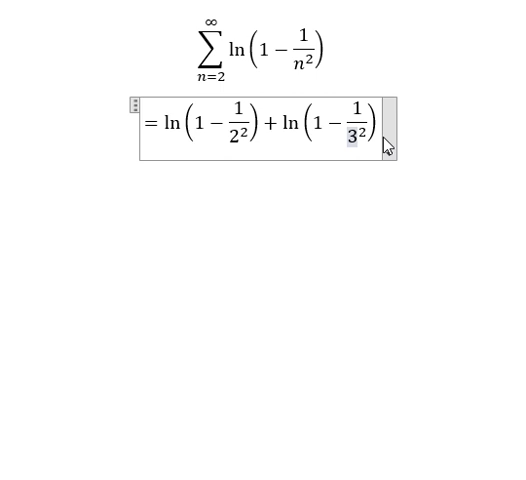 ∑_{n=2}^{∞} ln(1 − 1/n²)
= ln(1 − 1/2²) + ln(1 − 1/3²)